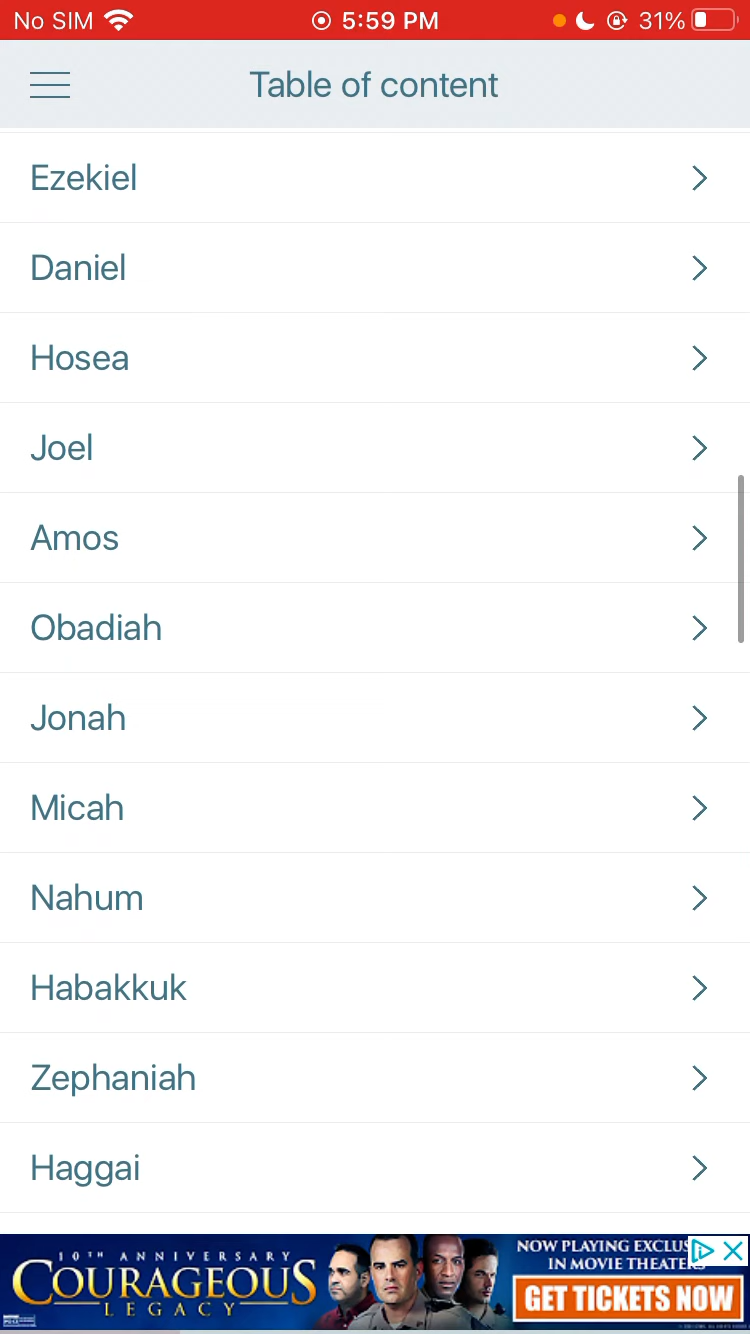 No SIM 5:59 PM 31%
Table of content
Ezekiel
Daniel
Hosea
Joel
Amos
Obadiah
Jonah
Micah
Nahum
Habakkuk
Zephaniah
Haggai
10TH ANNIVERSARY
COURAGEOUS
LEGACY
NOW PLAYING EXCLUS
IN MOVIE THEATE
GET TICKETS NOW